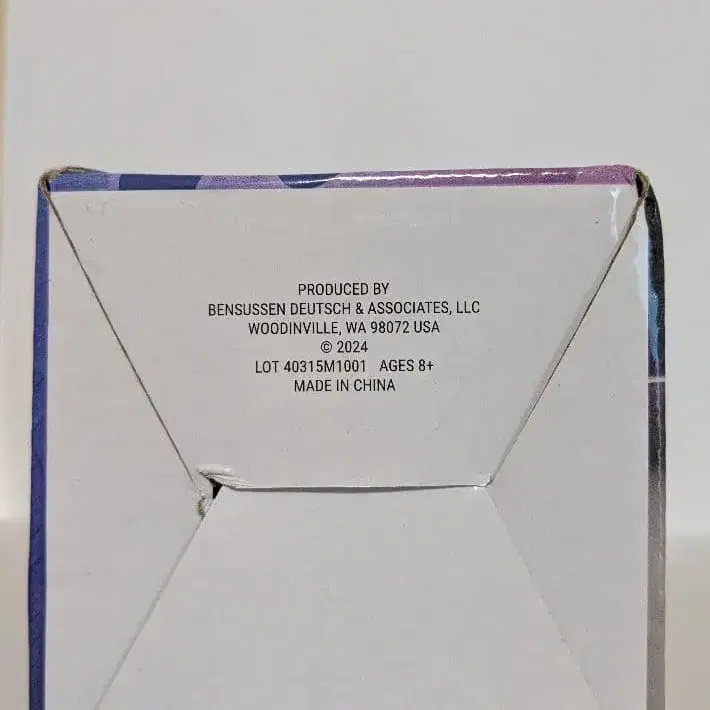 PRODUCED BY
BENSUSSEN DEUTSCH & ASSOCIATES, LLC
WOODINVILLE, WA 98072 USA
© 2024
LOT 40315M1001 AGES 8+
MADE IN CHINA